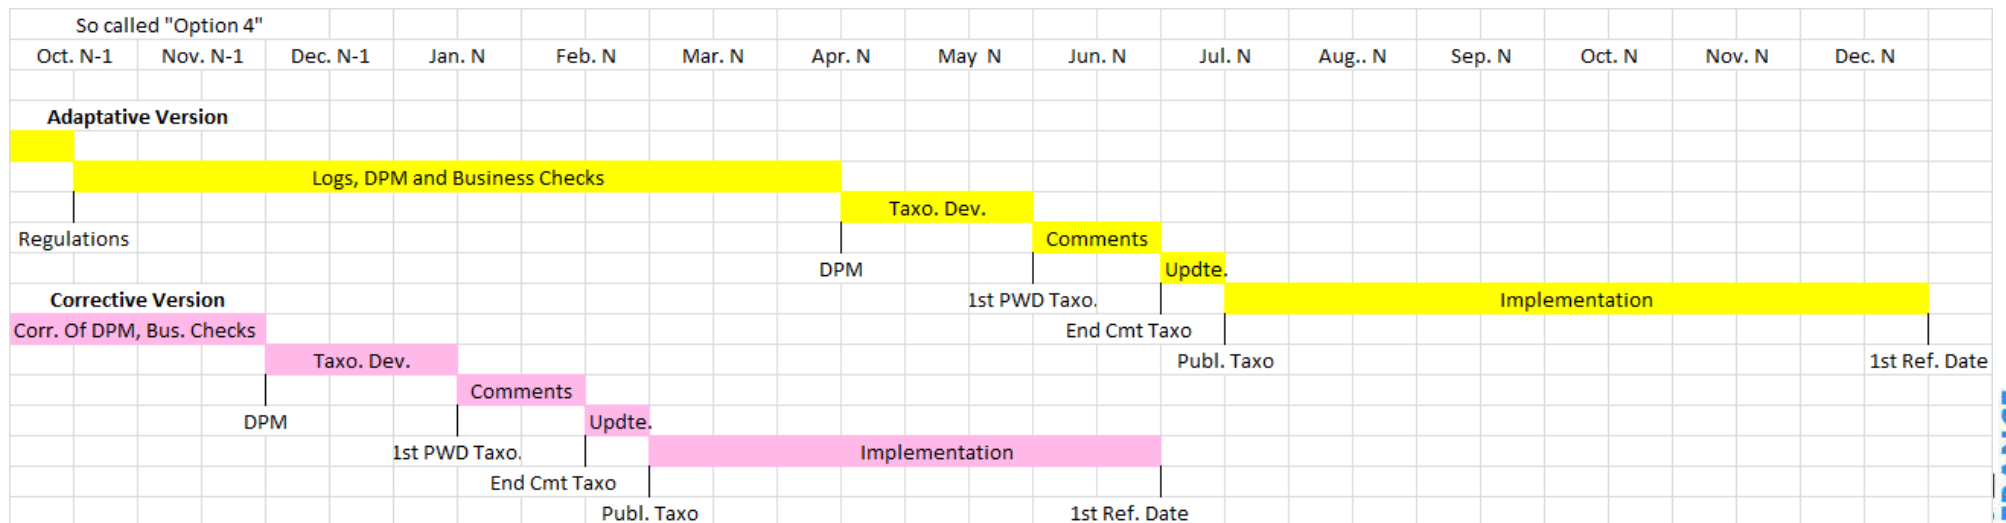 So called "Option 4"
Oct. N-1 Nov. N-1 Dec. N-1 Jan. N Feb. N Mar. N Apr. N May N Jun. N Jul. N Aug.. N Sep. N Oct. N Nov. N Dec. N
Adaptative Version
Logs, DPM and Business Checks
Taxo. Dev.
Regulations Comments
DPM Updte.
Corrective Version 1st PWD Taxo. Implementation
Corr. Of DPM, Bus. Checks End Cmt Taxo
Taxo. Dev. Publ. Taxo 1st Ref. Date
Comments
DPM Updte.
1st PWD Taxo. Implementation
End Cmt Taxo
Publ. Taxo 1st Ref. Date